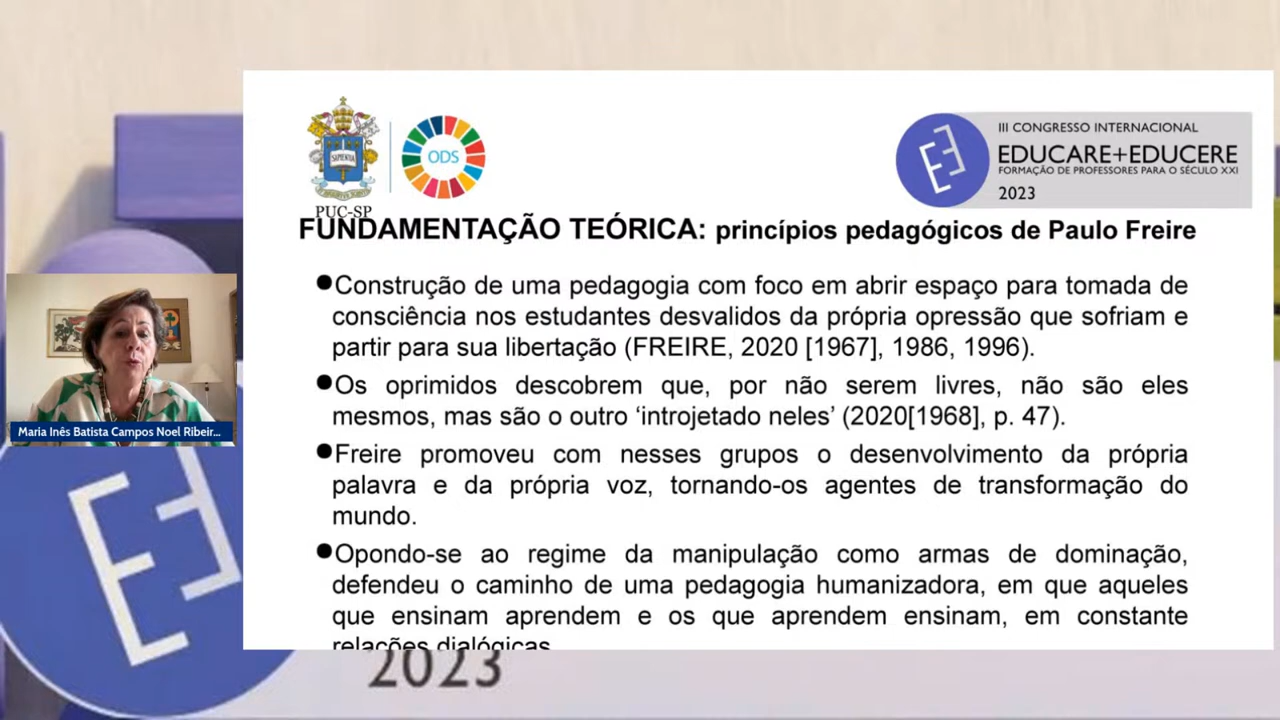 PUC-SP
ODS
III CONGRESSO INTERNACIONAL
EDUCARE+EDUCERE
FORMAÇÃO DE PROFESSORES PARA O SÉCULO XXI
2023
FUNDAMENTAÇÃO TEÓRICA: princípios pedagógicos de Paulo Freire
●Construção de uma pedagogia com foco em abrir espaço para tomada de
consciência nos estudantes desvalidos da própria opressão que sofriam e
partir para sua libertação (FREIRE, 2020 [1967], 1986, 1996).
●Os oprimidos descobrem que, por não serem livres, não são eles
mesmos, mas são o outro ‘introjetado neles’ (2020[1968], p. 47).
●Freire promoveu com nesses grupos o desenvolvimento da própria
palavra e da própria voz, tornando-os agentes de transformação do
mundo.
●Opondo-se ao regime da manipulação como armas de dominação,
defendeu o caminho de uma pedagogia humanizadora, em que aqueles
que ensinam aprendem e os que aprendem ensinam, em constante
relações dialógicas
Maria Inês Batista Campos Noel Ribeir...
2023